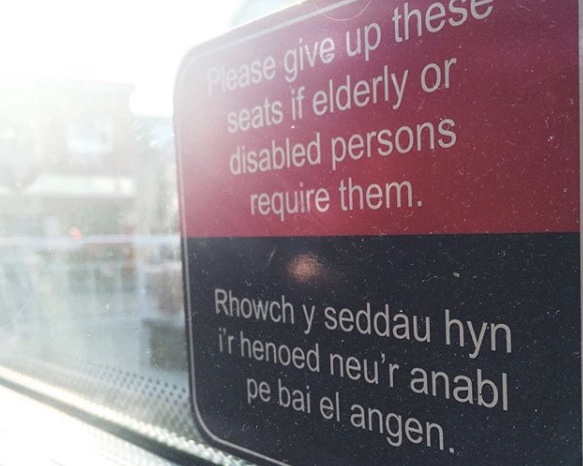 Please give up these
seats if elderly or
disabled persons
require them.
Rhowch y seddau hyn
i'r henoed neu'r anabl
pe bai el angen.